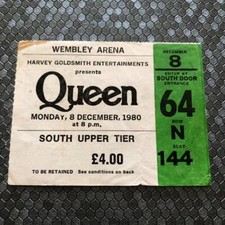 WEMBLEY ARENA
HARVEY GOLDSMITH ENTERTAINMENTS
presents
Queen
MONDAY, 8 DECEMBER, 1980
at 8 p.m.
SOUTH UPPER TIER
£4.00
TO BE RETAINED See conditions on back
DECEMBER
8
ENTER AT
SOUTH DOOR
ENTRANCE
64
ROW
N
SEAT
144